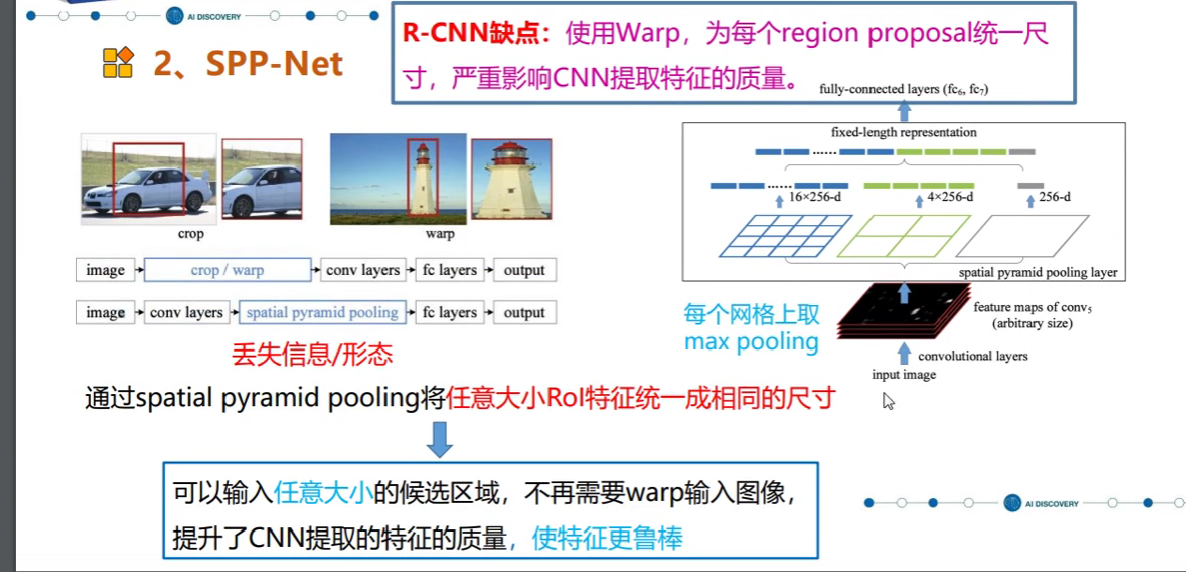 AI DISCOVERY
R-CNN缺点：使用Warp，为每个region proposal统一尺
寸，严重影响CNN提取特征的质量。
2、SPP-Net
fully-connected layers (fc₆, fc₇)
fixed-length representation
16×256-d
4×256-d
256-d
spatial pyramid pooling layer
crop
warp
image
crop / warp
conv layers
fc layers
output
image
conv layers
spatial pyramid pooling
fc layers
output
每个网格上取
max pooling
feature maps of conv₅
(arbitrary size)
convolutional layers
input image
丢失信息/形态
通过spatial pyramid pooling将任意大小RoI特征统一成相同的尺寸
可以输入任意大小的候选区域，不再需要warp输入图像，
提升了CNN提取的特征的质量，使特征更鲁棒
AI DISCOVERY